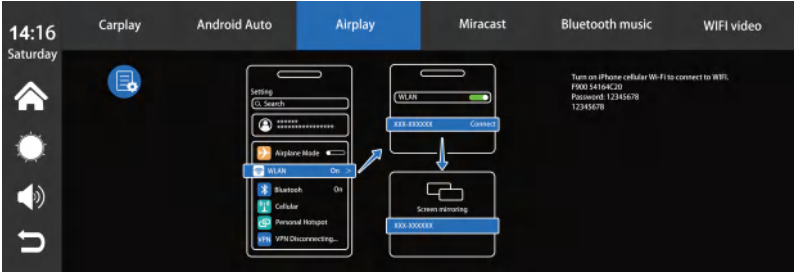 14:16
Saturday
Carplay
Android Auto
Airplay
Miracast
Bluetooth music
WIFI video
Setting
Search
Airplane Mode
WLAN On >
Bluetooh On
Cellular
Personal Hotspot
VPN VPN Disconnecting...
WLAN
XXX-XXXXXX Connect
Screen mirroring
XXX-XXXXXX
Turn on iPhone cellular Wi-Fi to connect to WIFI.
F900 54164C20
Password: 12345678
12345678